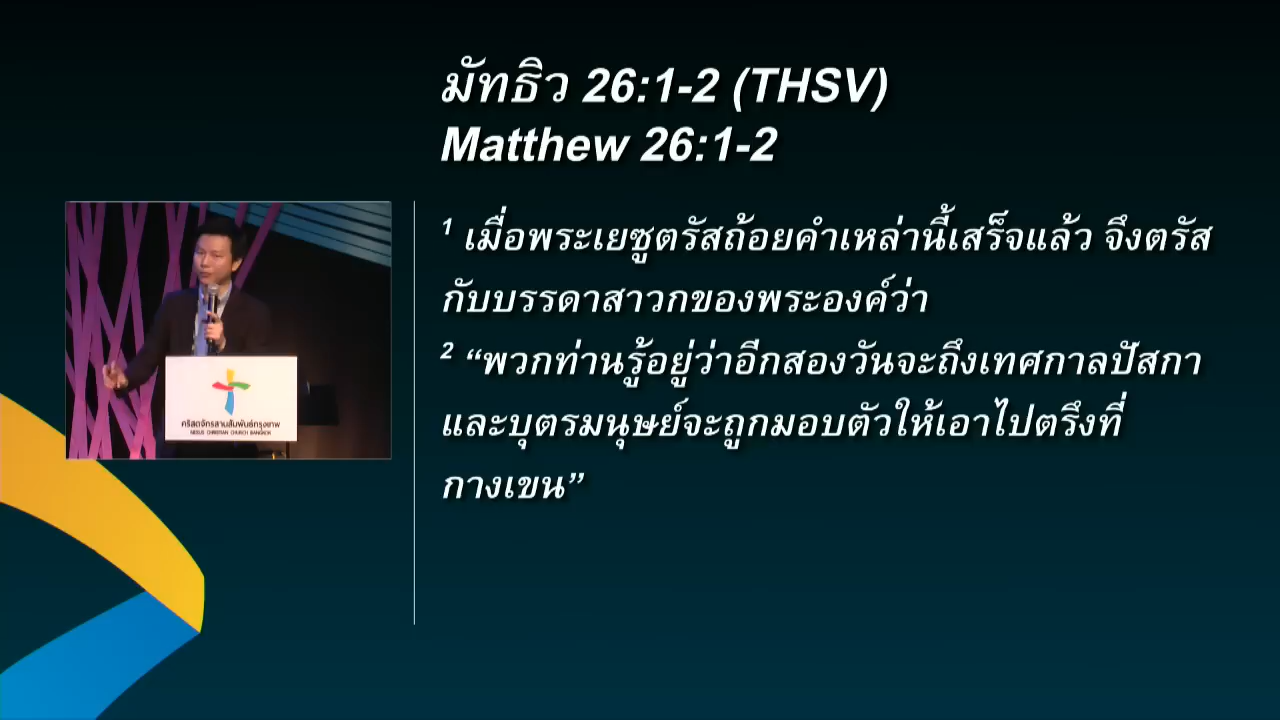 มัทธิว 26:1-2 (THSV)
Matthew 26:1-2
1 เมื่อพระเยซูตรัสถ้อยคำเหล่านี้เสร็จแล้ว จึงตรัส
กับบรรดาสาวกของพระองค์ว่า
2 “พวกท่านรู้อยู่ว่าอีกสองวันจะถึงเทศกาลปัสกา
และบุตรมนุษย์จะถูกมอบตัวให้เอาไปตรึงที่
กางเขน”
คริสตจักรสานสัมพันธ์กรุงเทพ
NEXUS CHRISTIAN CHURCH BANGKOK